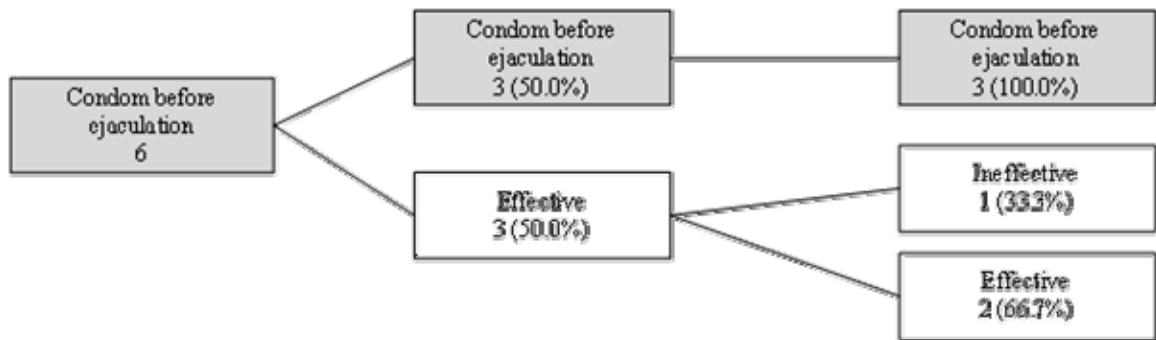 Condom before
ejaculation
6
Condom before
ejaculation
3 (50.0%)
Effective
3 (50.0%)
Condom before
ejaculation
3 (100.0%)
Ineffective
1 (33.3%)
Effective
2 (66.7%)